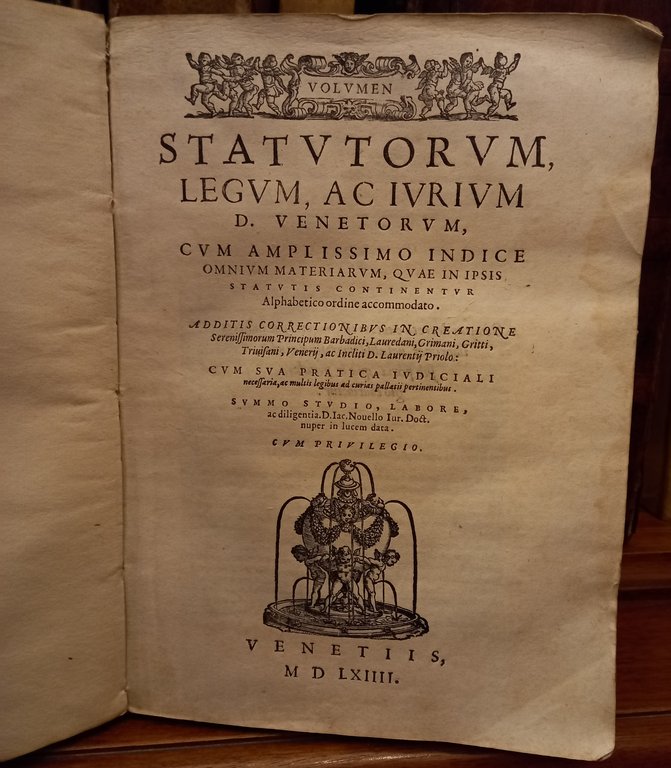 VOLVMEN
STATVTORVM,
LEGVM, AC IVRIVM
D. VENETORVM,
CVM AMPLISSIMO INDICE
OMNIVM MATERIARVM, QVAE IN IPSIS
STATVTIS CONTINENTVR
Alphabetico ordine accommodato.
ADDITIS CORRECTIONIBVS IN CREATIONE
Sereniſſimorum Principum Barbadici, Lauredani, Grimani, Gritti,
Triuiſani, Venerij, ac Incliti D. Laurentij Priolo:
CVM SVA PRATICA IVDICIALI
neceſſaria, ac multis legibus ad curias pallatii pertinentibus.
SVMMO STVDIO, LABORE,
ac diligentia. D. Iac. Nouello Iur. Doct.
nuper in lucem data.
CVM PRIVILEGIO.
VENETIIS,
M D LXIIII.